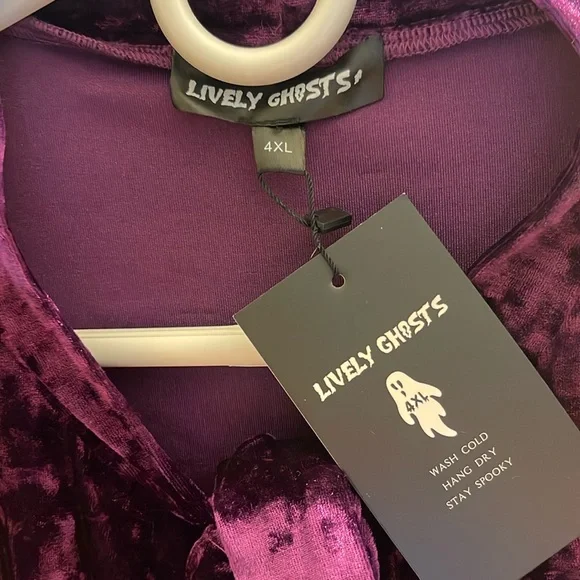 LIVELY GHOSTS
4XL
LIVELY GHOSTS
4XL
WASH COLD
HANG DRY
STAY SPOOKY